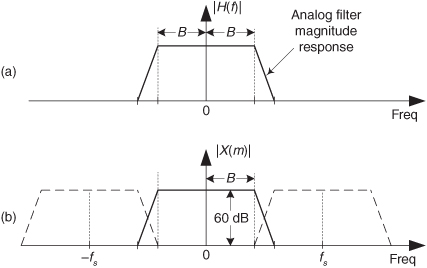 |H(f)|
Analog filter
magnitude
response
B B
(a)
0
Freq
|X(m)|
B
(b)
60 dB
–fs
0
fs
Freq